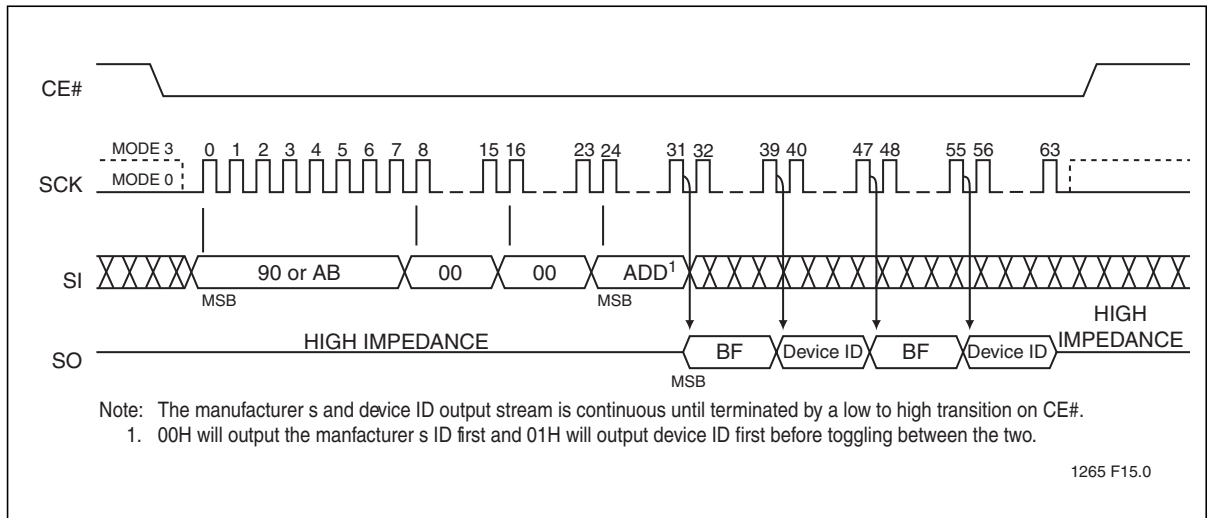 CE#
MODE 3
0 1 2 3 4 5 6 7 8 15 16 23 24 31 32 39 40 47 48 55 56 63
SCK
MODE 0
SI
90 or AB 00 00 ADD1
MSB MSB
HIGH IMPEDANCE
HIGH IMPEDANCE
SO
BF Device ID BF Device ID
MSB
Note: The manufacturer s and device ID output stream is continuous until terminated by a low to high transition on CE#.
1. 00H will output the manfacturer s ID first and 01H will output device ID first before toggling between the two.
1265 F15.0